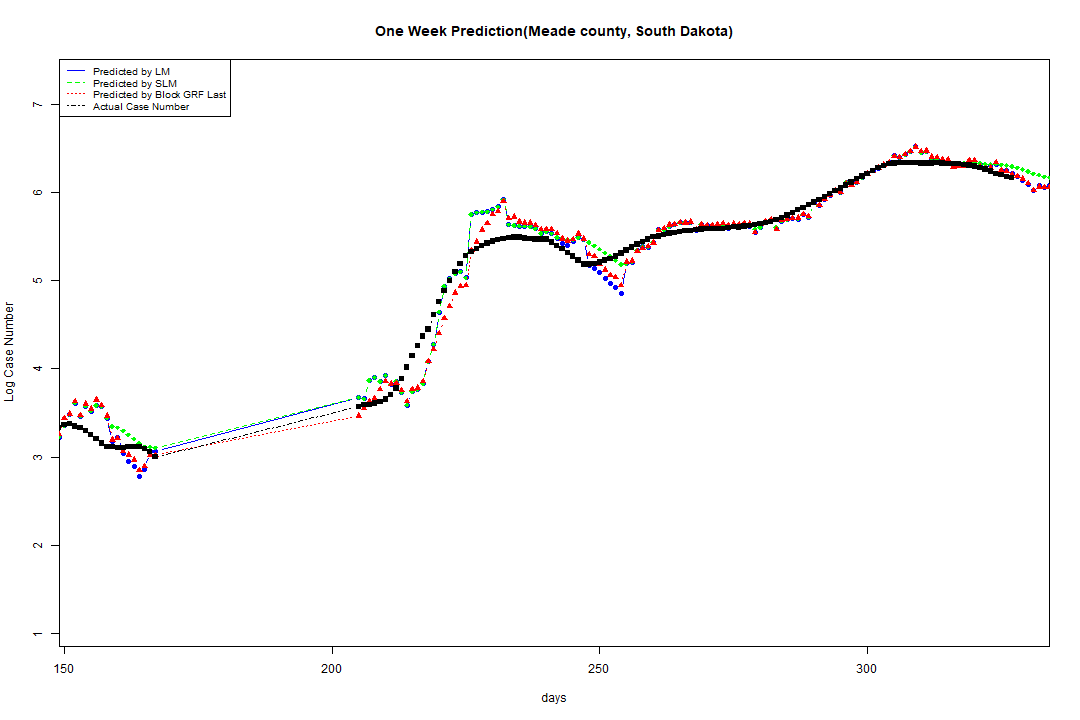 One Week Prediction(Meade county, South Dakota)
Predicted by LM
Predicted by SLM
Predicted by Block GRF Last
Actual Case Number
7
6
5
4
3
2
1
Log Case Number
150 200 250 300
days